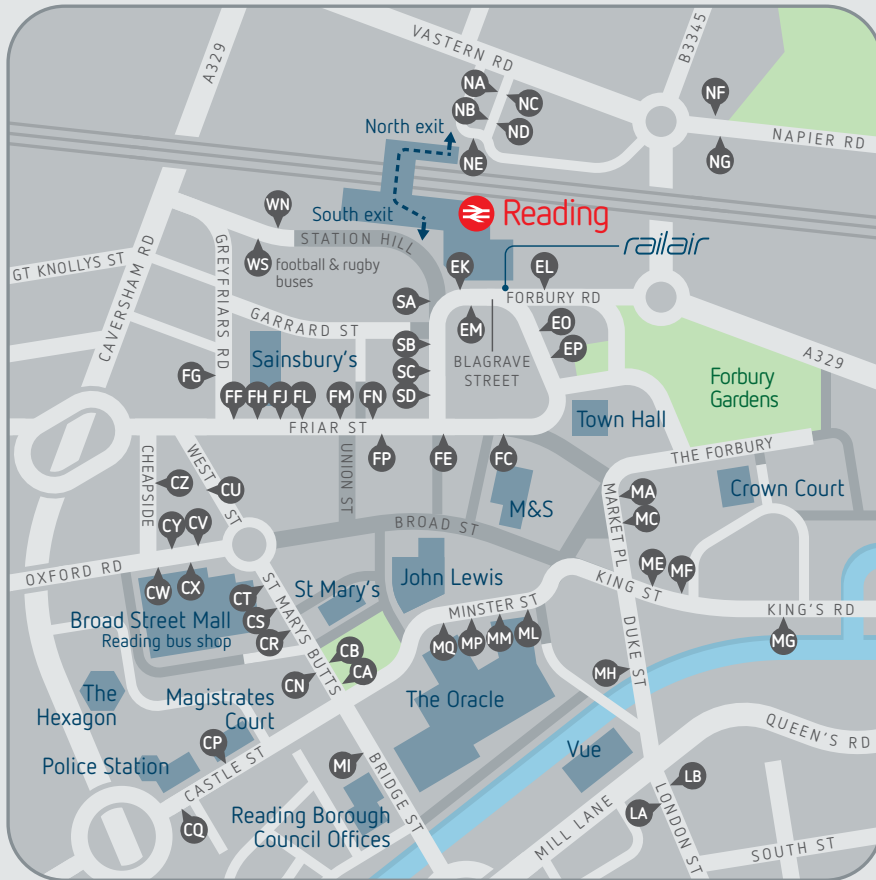 A329
VASTERN RD
B3345
NA
NC
NB
ND
NE
NF
NG
NAPIER RD
North exit
South exit
Reading
railair
WN
STATION HILL
WS
football & rugby
buses
GT KNOLLYS ST
CAVERSHAM RD
GREYFRIARS RD
EK
EL
SA
FORBURY RD
EM
EO
EP
BLAGRAVE
STREET
A329
GARRARD ST
Sainsbury's
SB
SC
SD
FG
FF
FH
FJ
FL
FM
FN
FRIAR ST
FP
FE
FC
Forbury
Gardens
Town Hall
THE FORBURY
CHEAPSIDE
WEST ST
UNION ST
CZ
CU
CY
CV
M&S
MARKET PL
MA
MC
Crown Court
BROAD ST
OXFORD RD
CW
CX
CT
CS
CR
Broad Street Mall
Reading bus shop
ST MARYS BUTTS
St Mary's
John Lewis
MINSTER ST
MQ
MP
MM
ML
ME
MF
KING ST
KING'S RD
MG
DUKE ST
MH
CB
CA
CN
The
Hexagon
Magistrates
Court
CP
The Oracle
Police Station
CASTLE ST
CQ
MI
BRIDGE ST
Reading Borough
Council Offices
Vue
QUEEN'S RD
LB
LA
MILL LANE
LONDON ST
SOUTH ST